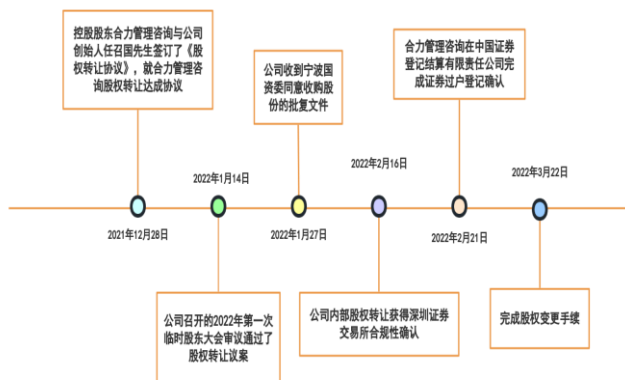 控股股东合力管理咨询与公司
创始人任召国先生签订了《股
权转让协议》，就合力管理咨
询股权转让达成协议
公司收到宁波国
资委同意收购股
份的批复文件
合力管理咨询在中国证券
登记结算有限责任公司完
成证券过户登记确认
2022年1月14日
2022年2月16日
2022年3月22日
2021年12月28日
2022年1月27日
2022年2月21日
公司召开的2022年第一次
临时股东大会审议通过了
股权转让议案
公司内部股权转让获得深圳证券
交易所合规性确认
完成股权变更手续